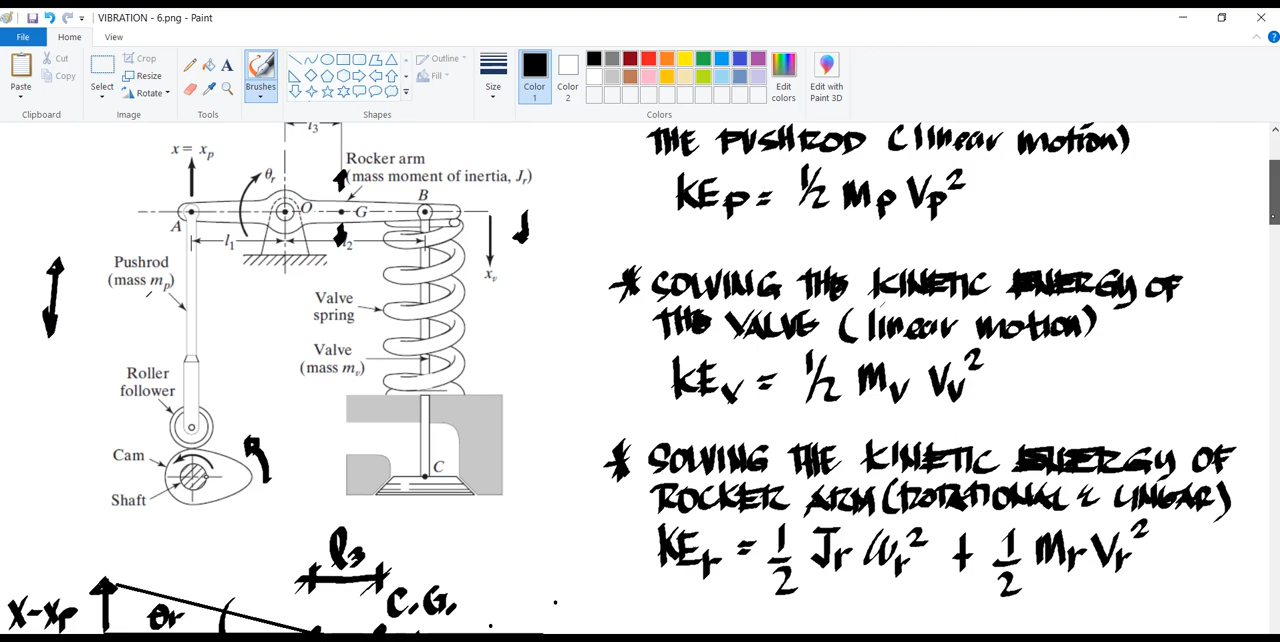 VIBRATION - 6.png - Paint
File
Home
View
Paste
Cut
Copy
Clipboard
Select
Crop
Resize
Rotate
Image
A
Tools
Brushes
Outline
Fill
Shapes
Size
Color 1
Color 2
Edit colors
Edit with Paint 3D
Colors
l₃
x = xₚ
θᵣ
Rocker arm
(mass moment of inertia, Jᵣ)
B
O
G
A
l₁
l₂
xᵥ
Pushrod
(mass mₚ)
Valve
spring
Valve
(mass mᵥ)
Roller
follower
Cam
Shaft
C
l₃
C.G.
X-Xp
θr
THE PUSHROD (linear motion)
KEp = 1/2 mp Vp²
* SOLVING THE KINETIC ENERGY OF
THE VALVE (linear motion)
KEv = 1/2 mv Vv²
* SOLVING THE KINETIC ENERGY OF
ROCKER ARM (ROTATIONAL & LINEAR)
KEr = 1/2 Jr ωr² + 1/2 mr Vr²